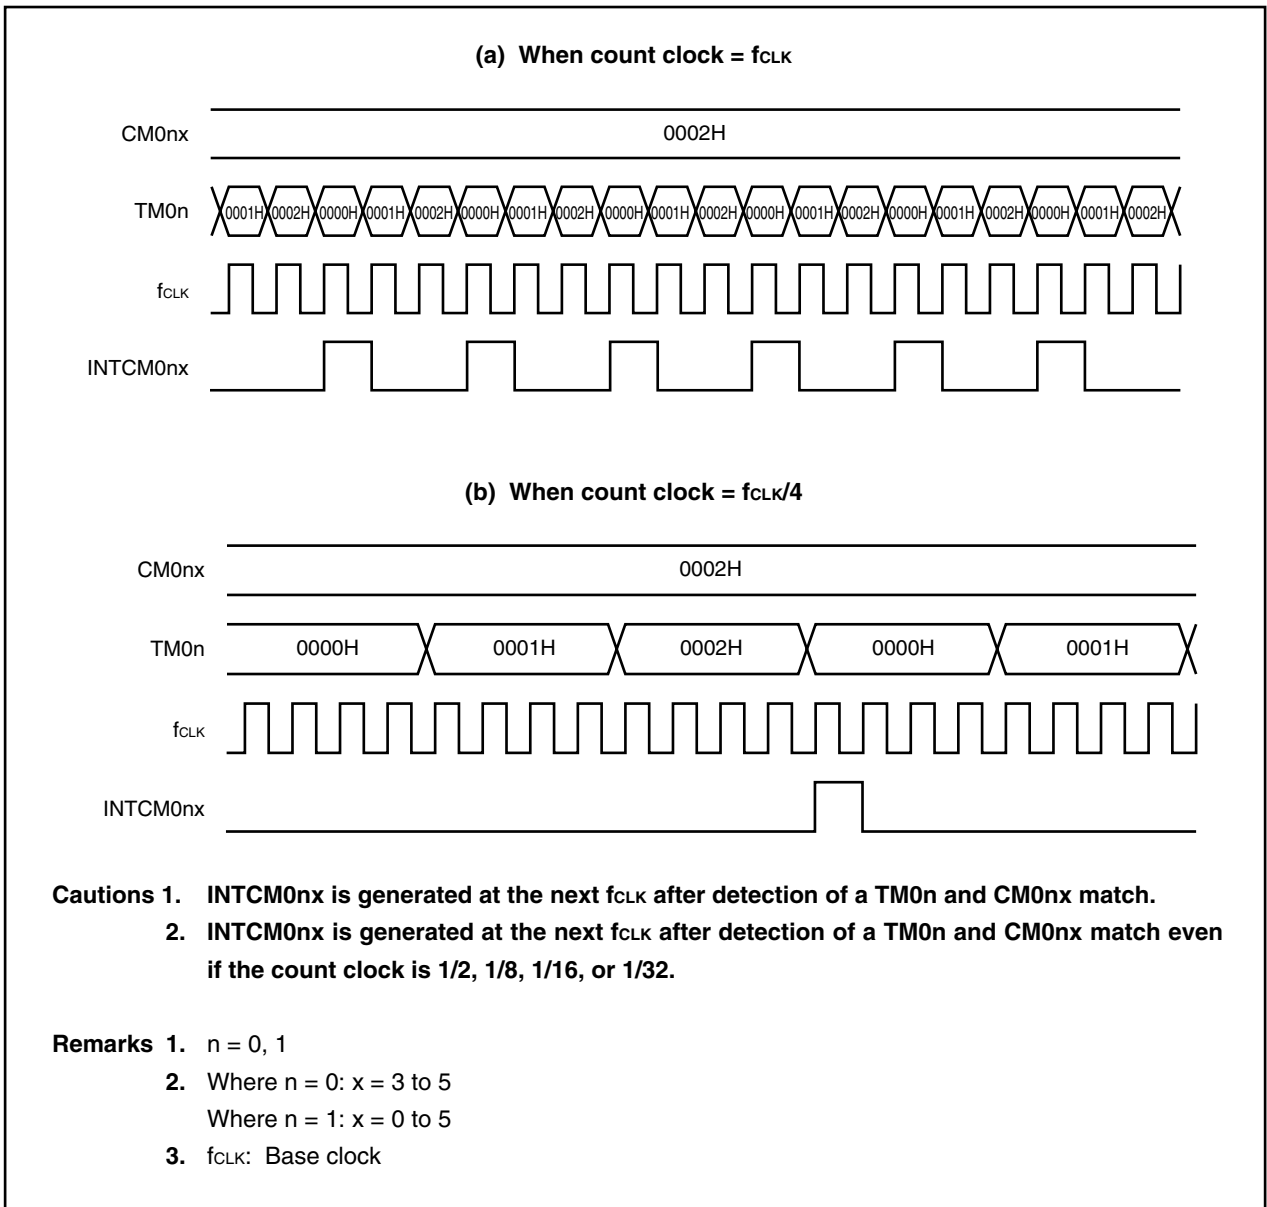 (a) When count clock = fCLK
CM0nx 0002H
TM0n 0001H 0002H 0000H 0001H 0002H 0000H 0001H 0002H 0000H 0001H 0002H 0000H 0001H 0002H 0000H 0001H 0002H 0000H 0001H 0002H
fCLK
INTCM0nx
(b) When count clock = fCLK/4
CM0nx 0002H
TM0n 0000H 0001H 0002H 0000H 0001H
fCLK
INTCM0nx
Cautions 1. INTCM0nx is generated at the next fCLK after detection of a TM0n and CM0nx match.
2. INTCM0nx is generated at the next fCLK after detection of a TM0n and CM0nx match even
if the count clock is 1/2, 1/8, 1/16, or 1/32.
Remarks 1. n = 0, 1
2. Where n = 0: x = 3 to 5
Where n = 1: x = 0 to 5
3. fCLK: Base clock